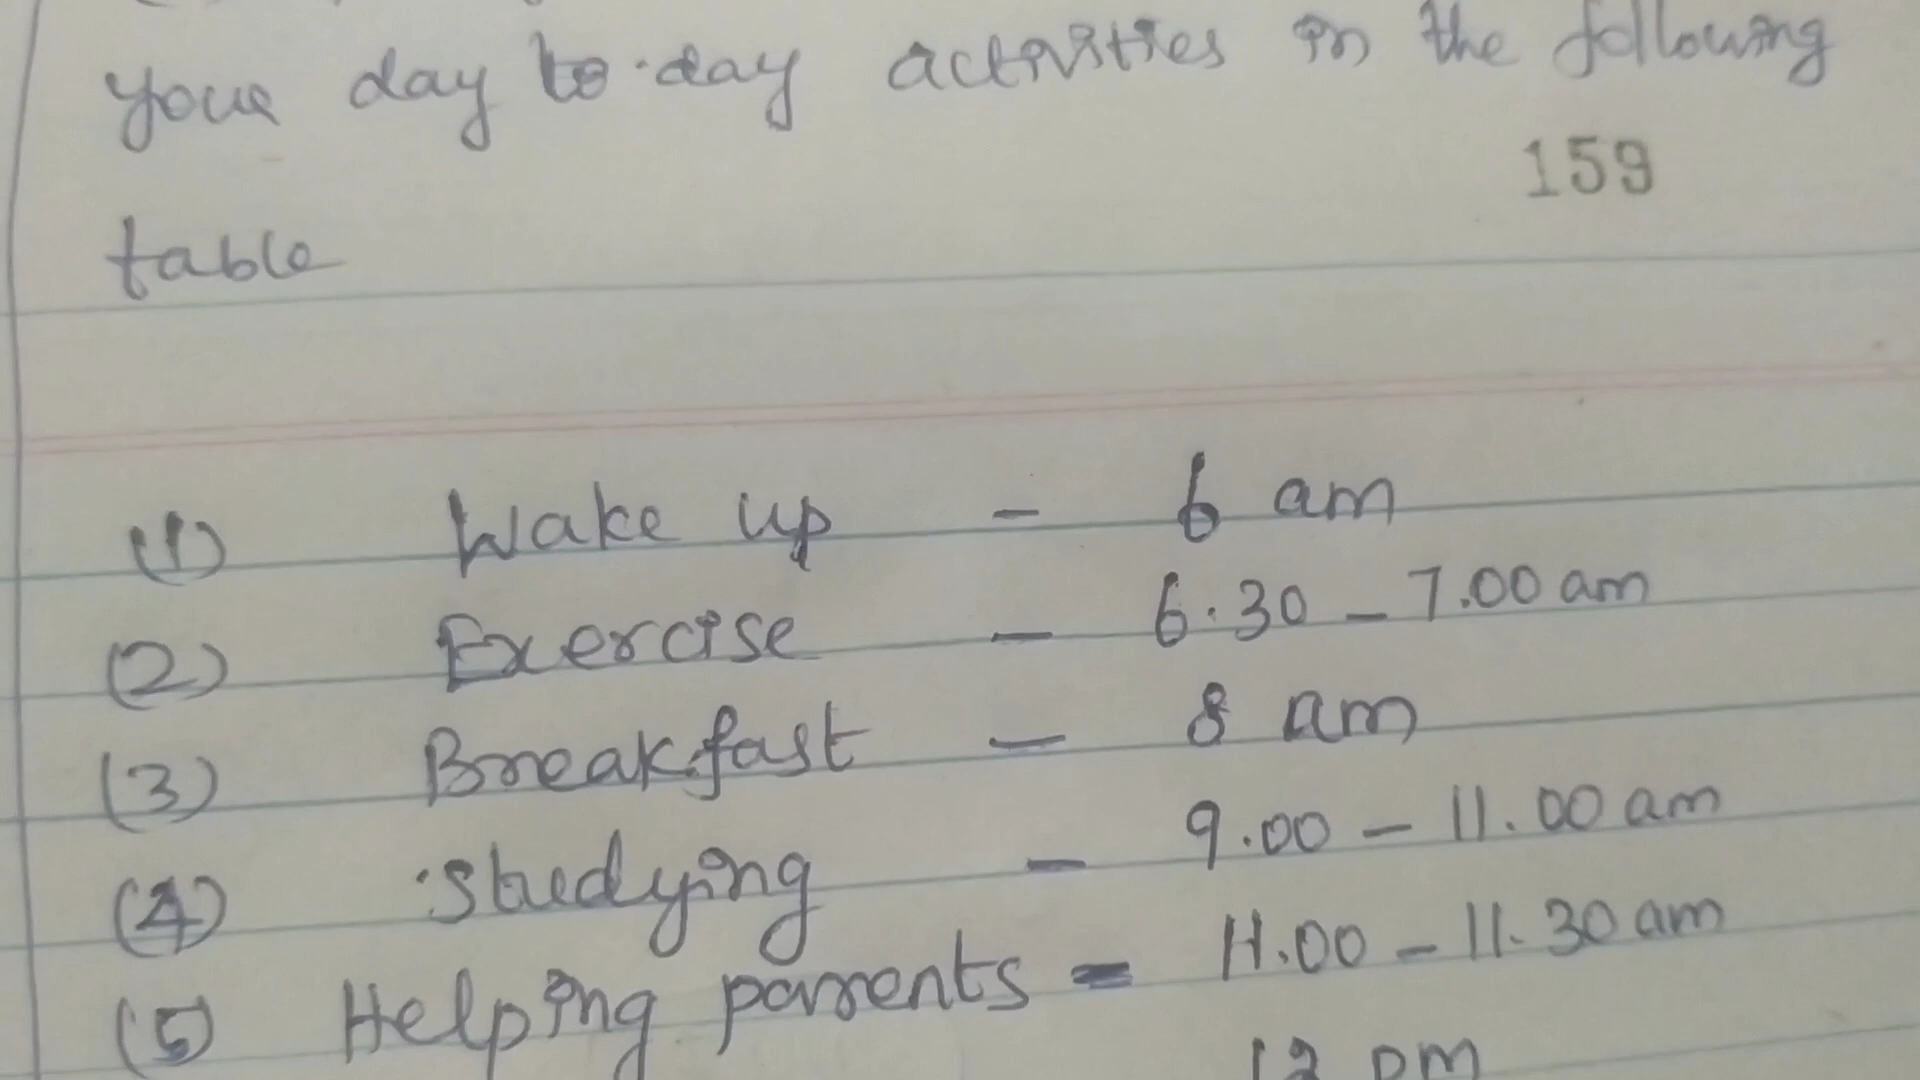 your day to day activities in the following
159
table
(1) Wake up - 6 am
(2) Exercise - 6.30 - 7.00 am
(3) Breakfast - 8 am
(4) Studying - 9.00 - 11.00 am
(5) Helping parents - 11.00 - 11.30 am
12 pm